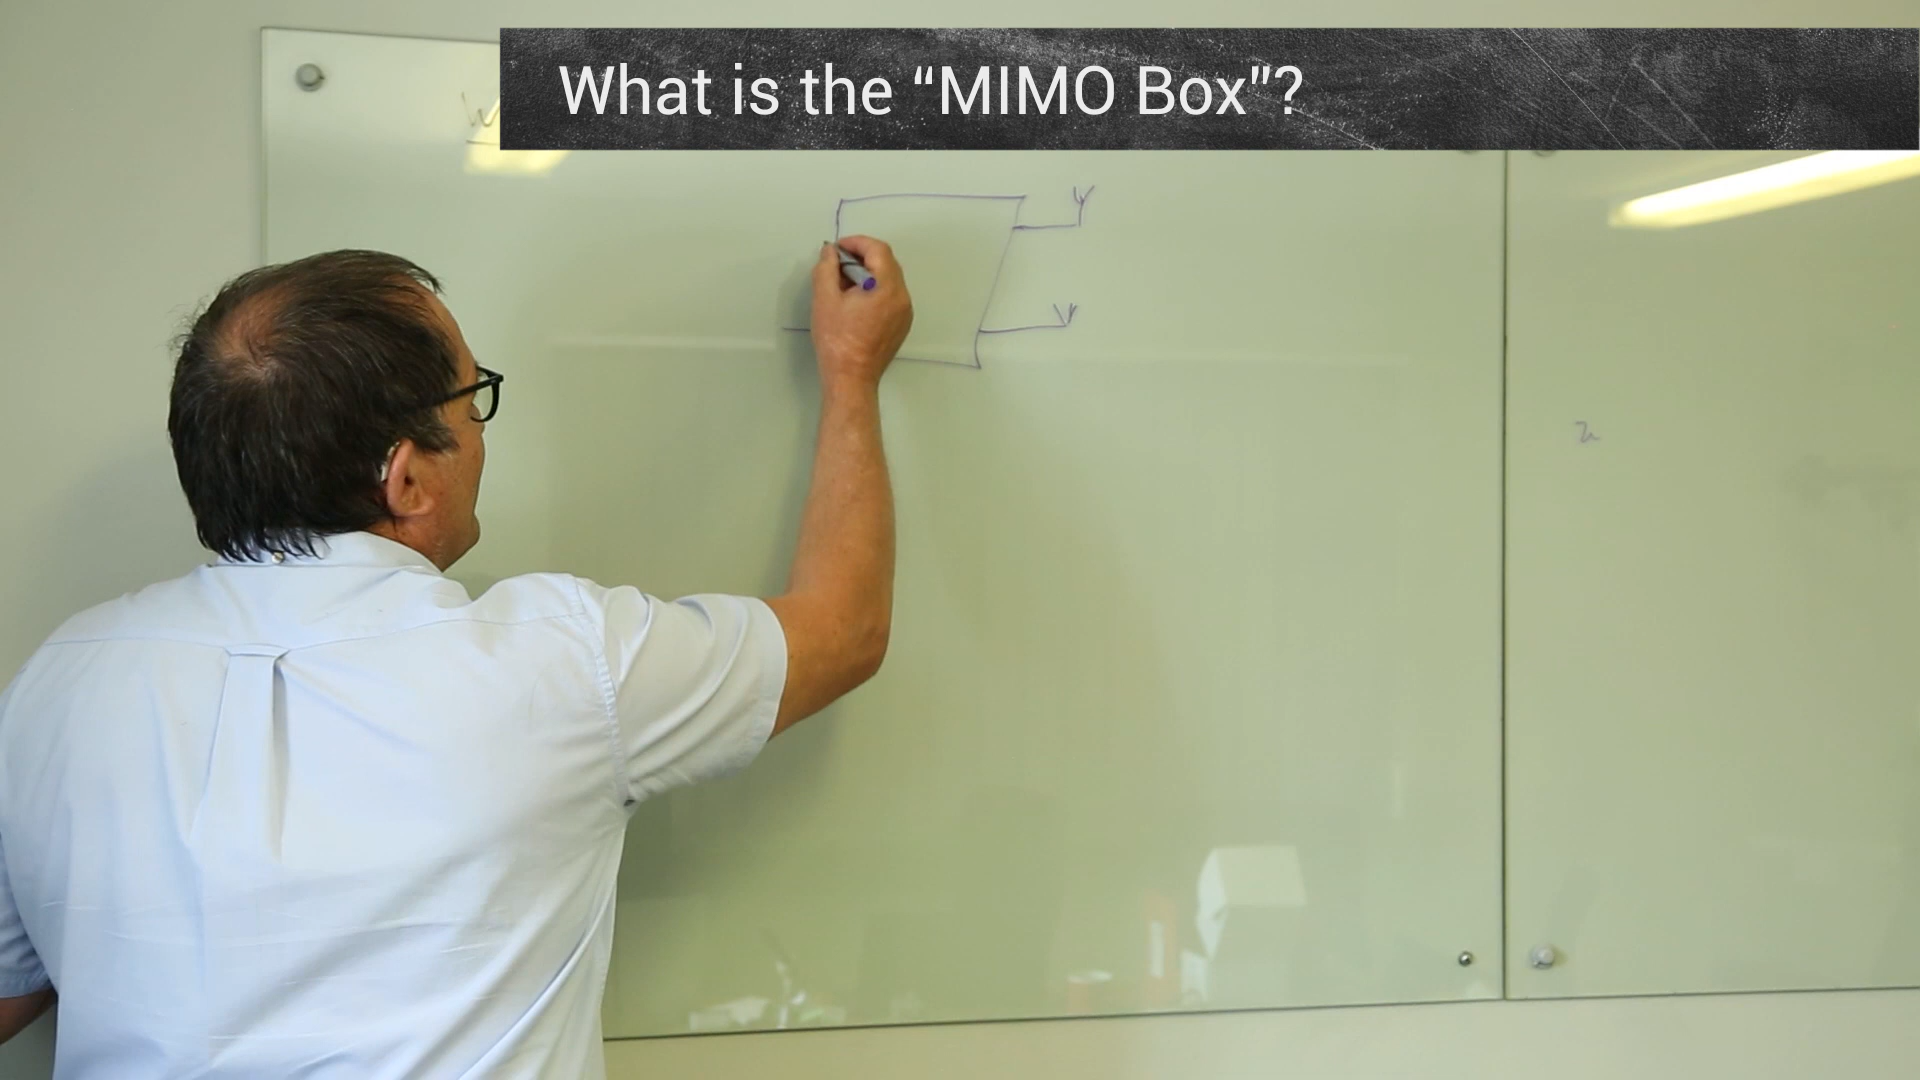 What is the “MIMO Box”?
W